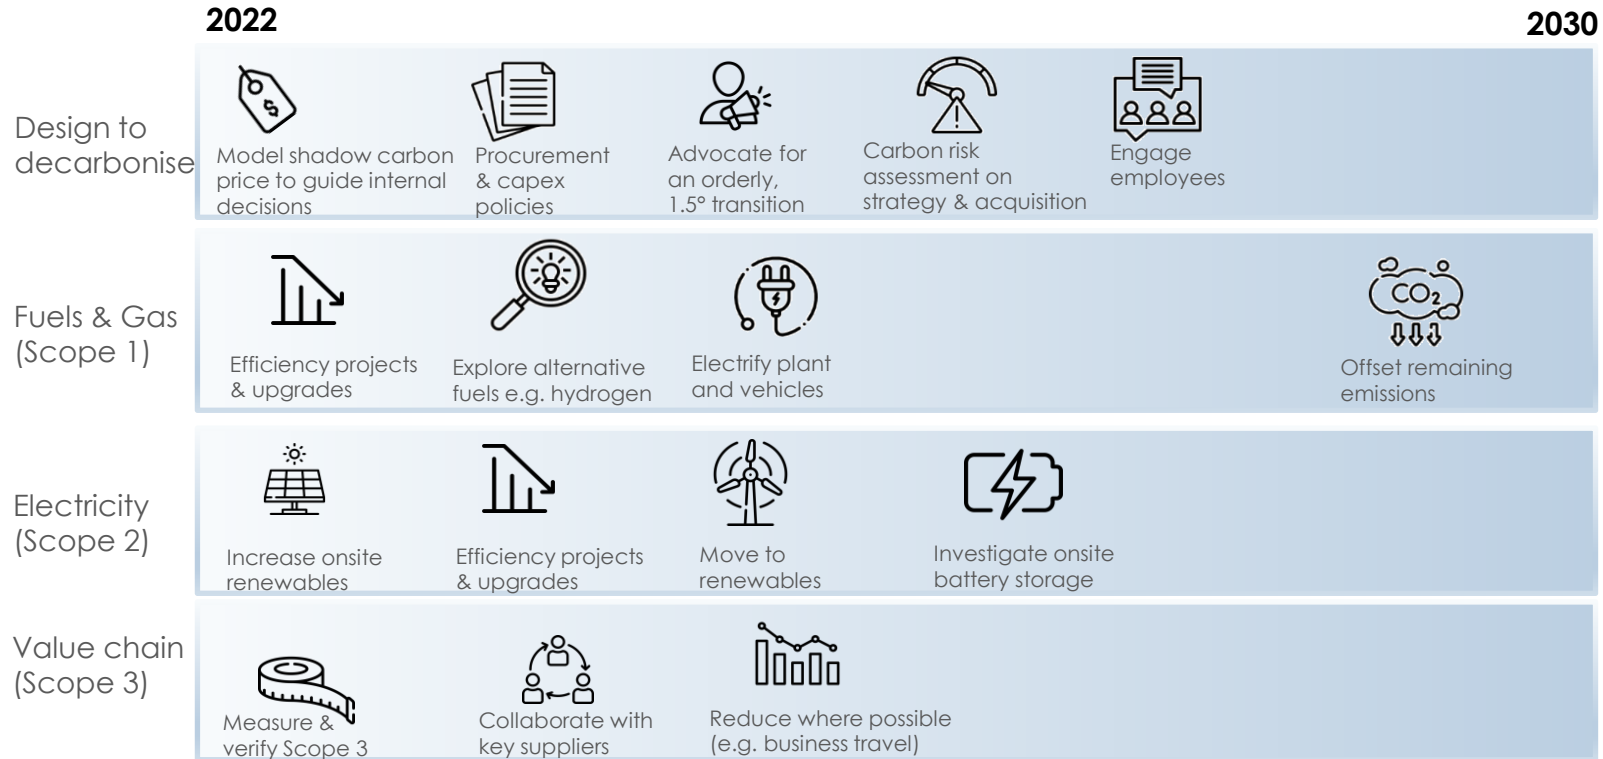 2022
2030
Design to
decarbonise
$
Model shadow carbon
price to guide internal
decisions
Procurement
& capex
policies
Advocate for
an orderly,
1.5° transition
Carbon risk
assessment on
strategy & acquisition
Engage
employees
Fuels & Gas
(Scope 1)
Efficiency projects
& upgrades
Explore alternative
fuels e.g. hydrogen
Electrify plant
and vehicles
CO₂
Offset remaining
emissions
Electricity
(Scope 2)
Increase onsite
renewables
Efficiency projects
& upgrades
Move to
renewables
Investigate onsite
battery storage
Value chain
(Scope 3)
Measure &
verify Scope 3
Collaborate with
key suppliers
Reduce where possible
(e.g. business travel)